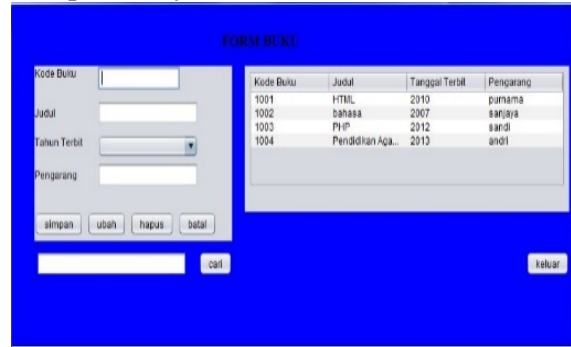 FORM BUKU
Kode Buku
Judul
Tahun Terbit
Pengarang
simpan ubah hapus batal
cari
Kode Buku Judul Tanggal Terbit Pengarang
1001 HTML 2010 purnama
1002 bahasa 2007 sanjaya
1003 PHP 2012 sandi
1004 Pendidikan Aga... 2013 andri
keluar